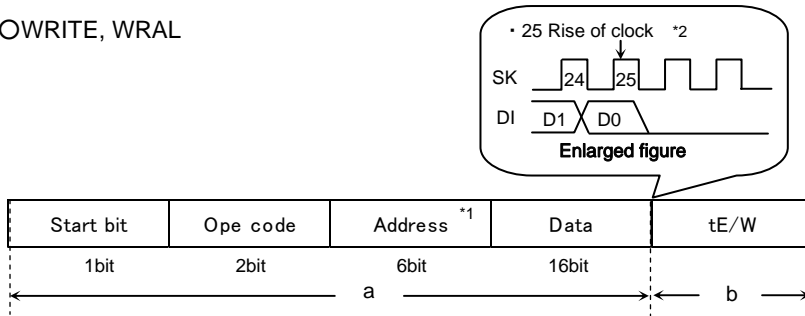 ○WRITE, WRAL
・25 Rise of clock *2
SK 24 25
DI D1 D0
Enlarged figure
Start bit Ope code Address *1 Data tE/W
1bit 2bit 6bit 16bit
a b